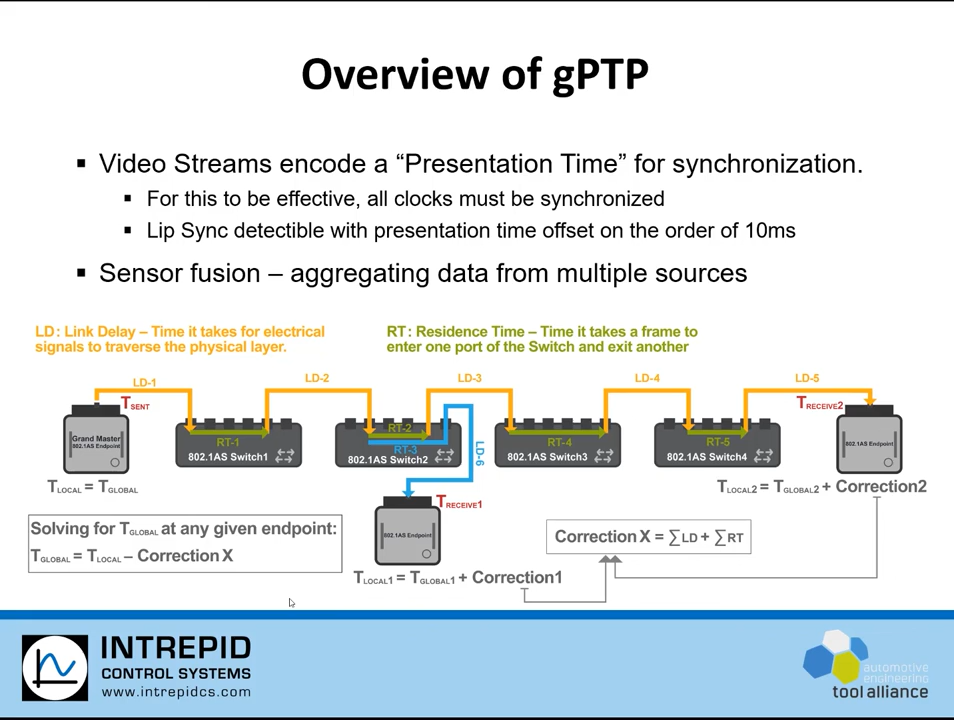 Overview of gPTP
▪ Video Streams encode a “Presentation Time” for synchronization.
▪ For this to be effective, all clocks must be synchronized
▪ Lip Sync detectible with presentation time offset on the order of 10ms
▪ Sensor fusion – aggregating data from multiple sources
LD: Link Delay – Time it takes for electrical
signals to traverse the physical layer.
RT: Residence Time – Time it takes a frame to
enter one port of the Switch and exit another
LD-1
LD-2
LD-3
LD-4
LD-5
TSENT
TRECEIVE2
Grand Master
802.1AS Endpoint
RT-1
802.1AS Switch1
RT-2
RT-3
802.1AS Switch2
LD-6
RT-4
802.1AS Switch3
RT-5
802.1AS Switch4
802.1AS Endpoint
TLOCAL = TGLOBAL
TLOCAL2 = TGLOBAL2 + Correction2
TRECEIVE1
802.1AS Endpoint
Solving for TGLOBAL at any given endpoint:
TGLOBAL = TLOCAL – Correction X
Correction X = ∑LD + ∑RT
TLOCAL1 = TGLOBAL1 + Correction1
INTREPID
CONTROL SYSTEMS
www.intrepidcs.com
automotive
engineering
tool alliance